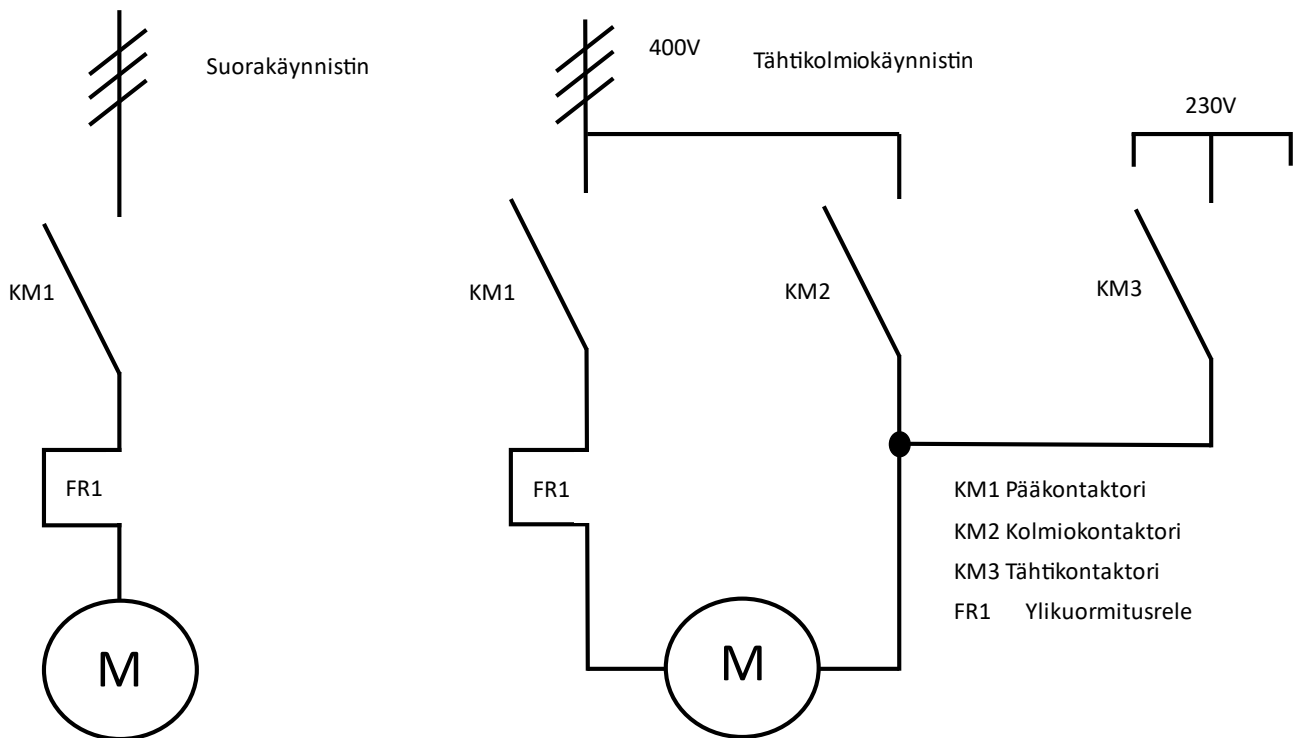 Suorakäynnistin
KM1
FR1
M
400V
Tähtikolmiokäynnistin
230V
KM1
KM2
KM3
FR1
M
KM1 Pääkontaktori
KM2 Kolmiokontaktori
KM3 Tähtikontaktori
FR1 Ylikuormitusrele